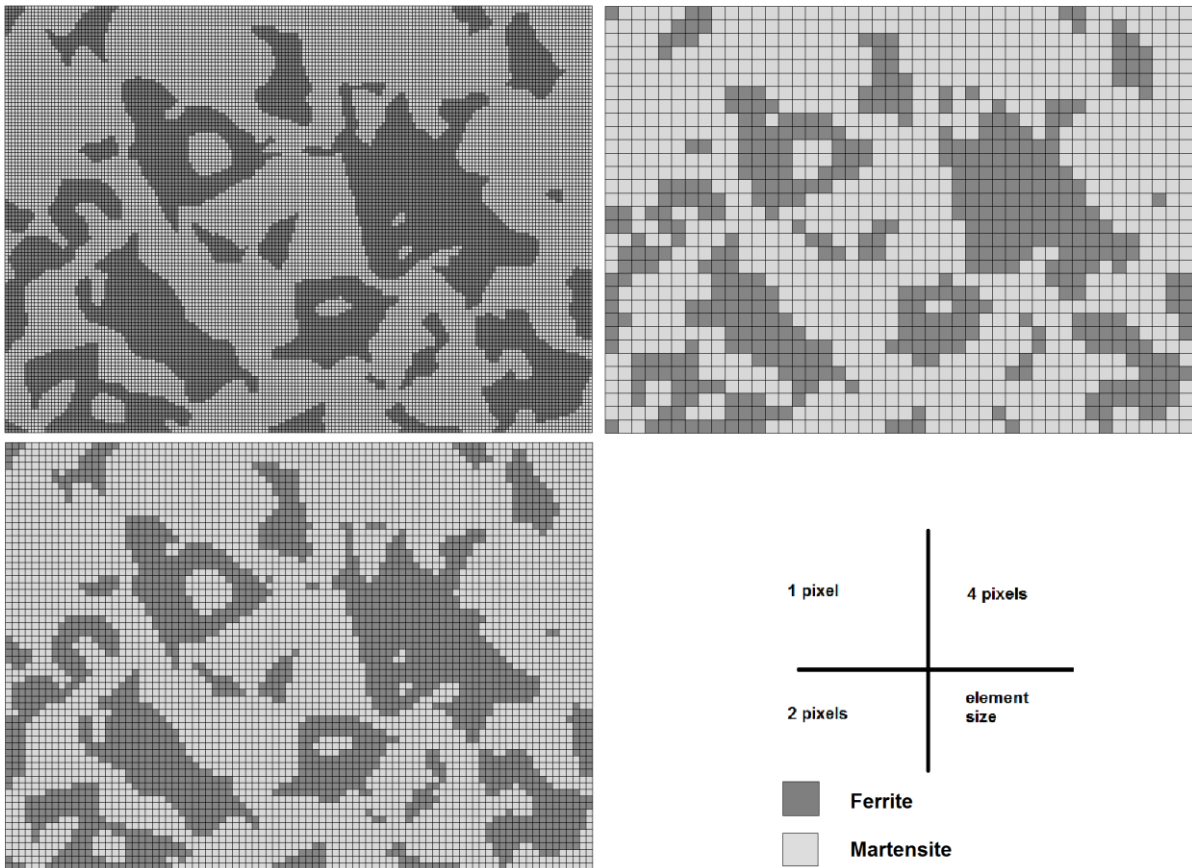 1 pixel
4 pixels
2 pixels
element
size
Ferrite
Martensite